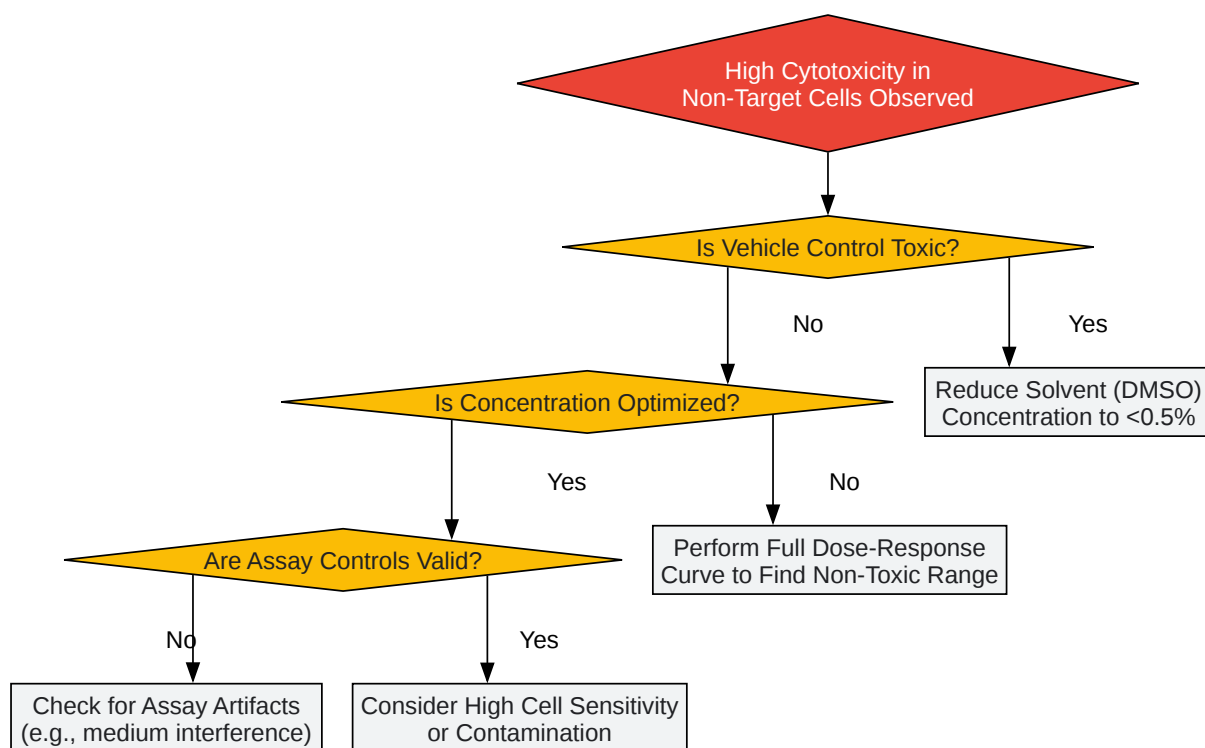 High Cytotoxicity in
Non-Target Cells Observed
Is Vehicle Control Toxic?
No
Yes
Reduce Solvent (DMSO)
Concentration to <0.5%
Is Concentration Optimized?
Yes
No
Perform Full Dose-Response
Curve to Find Non-Toxic Range
Are Assay Controls Valid?
No
Yes
Check for Assay Artifacts
(e.g., medium interference)
Consider High Cell Sensitivity
or Contamination